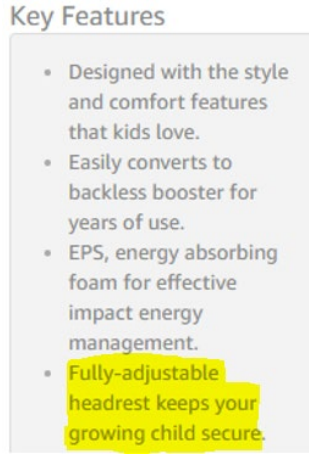 Key Features
• Designed with the style
and comfort features
that kids love.
• Easily converts to
backless booster for
years of use.
• EPS, energy absorbing
foam for effective
impact energy
management.
• Fully-adjustable
headrest keeps your
growing child secure.